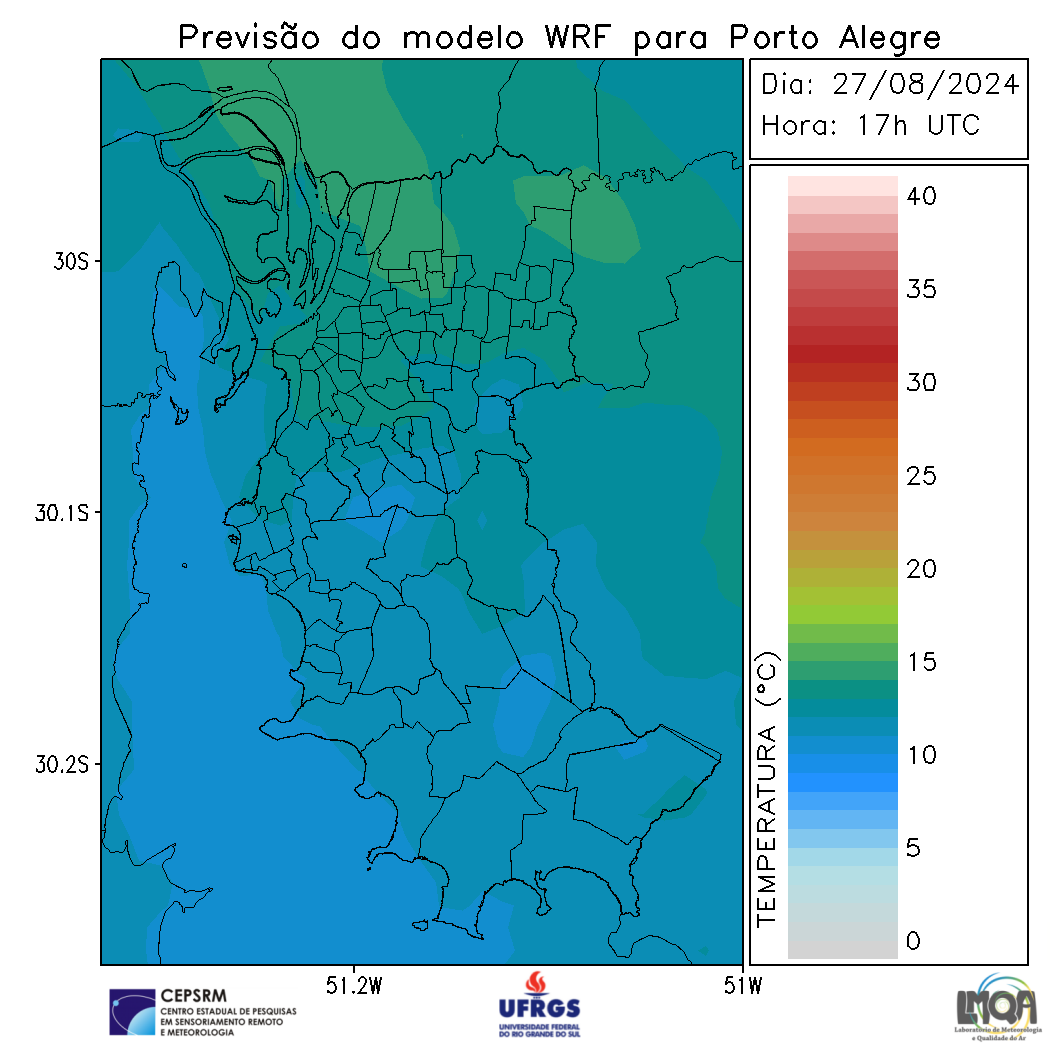 Previsão do modelo WRF para Porto Alegre
Dia: 27/08/2024
Hora: 17h UTC
40
35
30
25
20
15
10
5
0
TEMPERATURA (°C)
30S
30.1S
30.2S
51.2W
51W
CEPSRM
CENTRO ESTADUAL DE PESQUISAS
EM SENSORIAMENTO REMOTO
E METEOROLOGIA
UFRGS
UNIVERSIDADE FEDERAL
DO RIO GRANDE DO SUL
LMQA
Laboratório de Meteorologia
e Qualidade do Ar